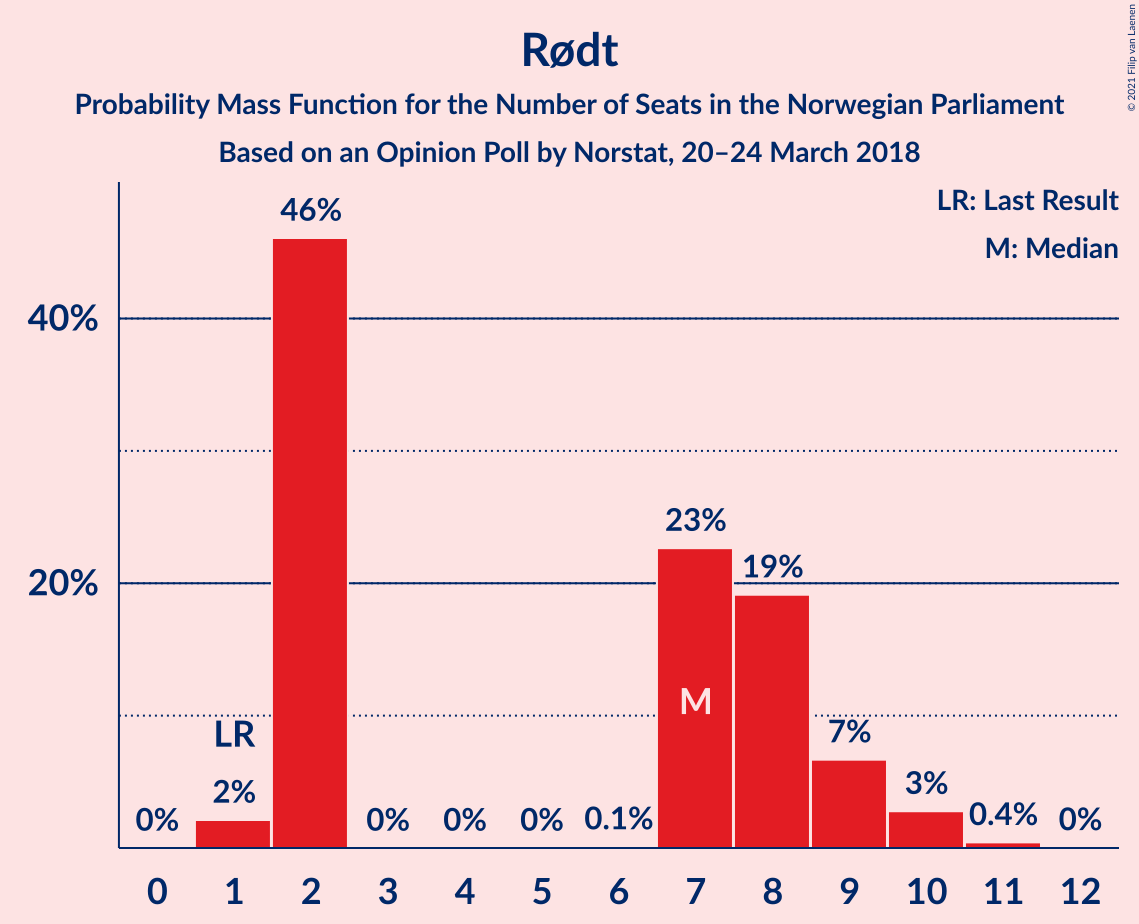 Rødt
Probability Mass Function for the Number of Seats in the Norwegian Parliament
Based on an Opinion Poll by Norstat, 20–24 March 2018
© 2021 Filip van Laenen
LR: Last Result
M: Median
46%
40%
23%
20%
19%
M
LR
7%
2%
3%
0%
0%
0%
0%
0.1%
0.4%
0%
0 1 2 3 4 5 6 7 8 9 10 11 12